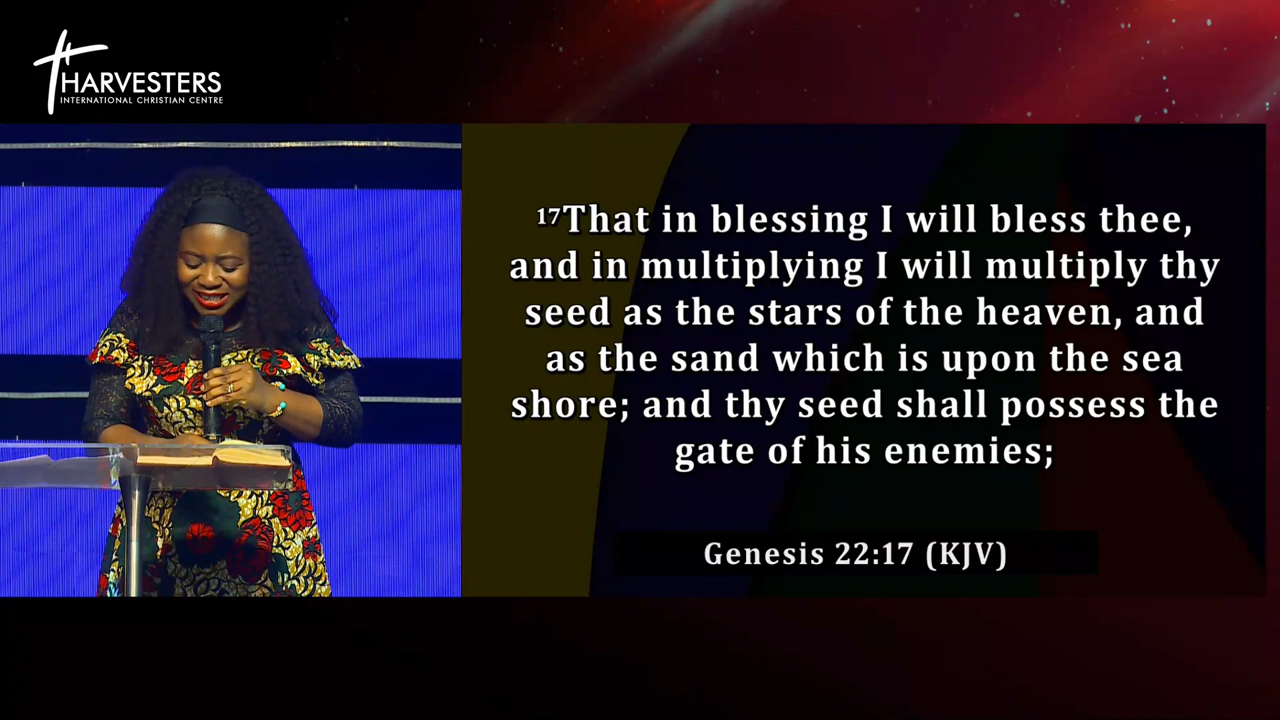 HARVESTERS
INTERNATIONAL CHRISTIAN CENTRE
17That in blessing I will bless thee,
and in multiplying I will multiply thy
seed as the stars of the heaven, and
as the sand which is upon the sea
shore; and thy seed shall possess the
gate of his enemies;
Genesis 22:17 (KJV)